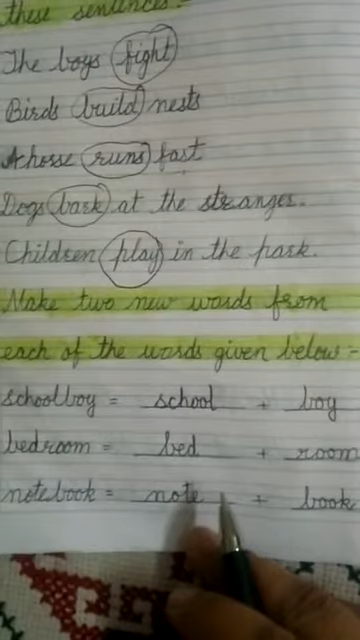 these sentences:-
The boys fight
Birds build nests
A horse runs fast
Dogs bark at the stranger.
Children play in the park.
Make two new words from
each of the words given below:-
schoolboy = school + boy
bedroom = bed + room
notebook = note + book